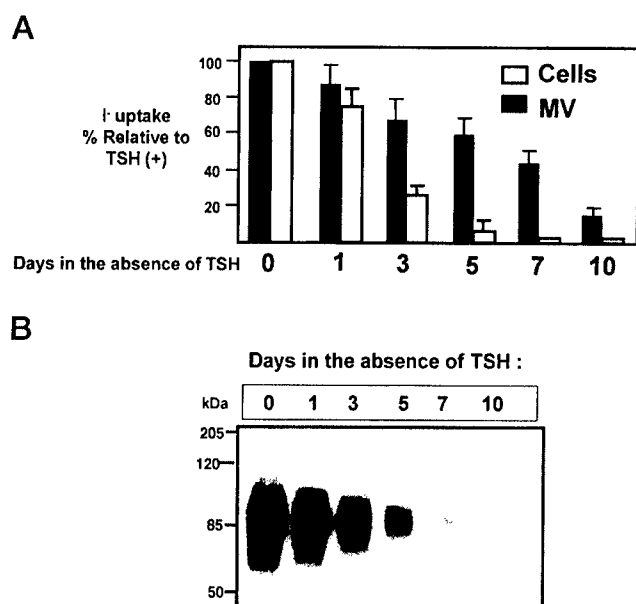 A
100
80
60
40
20
I- uptake
% Relative to
TSH (+)
Cells
MV
Days in the absence of TSH 0 1 3 5 7 10
B
Days in the absence of TSH :
kDa 0 1 3 5 7 10
205
120
85
50